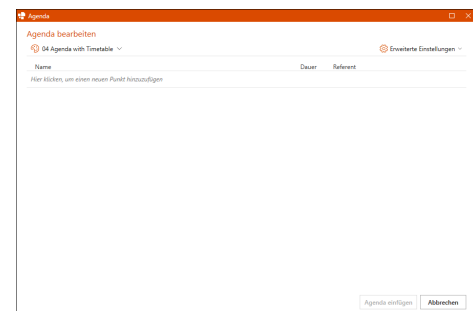 Agenda
Agenda bearbeiten
04 Agenda with Timetable
Erweiterte Einstellungen
Name Dauer Referent
Hier klicken, um einen neuen Punkt hinzuzufügen
Agenda einfügen Abbrechen